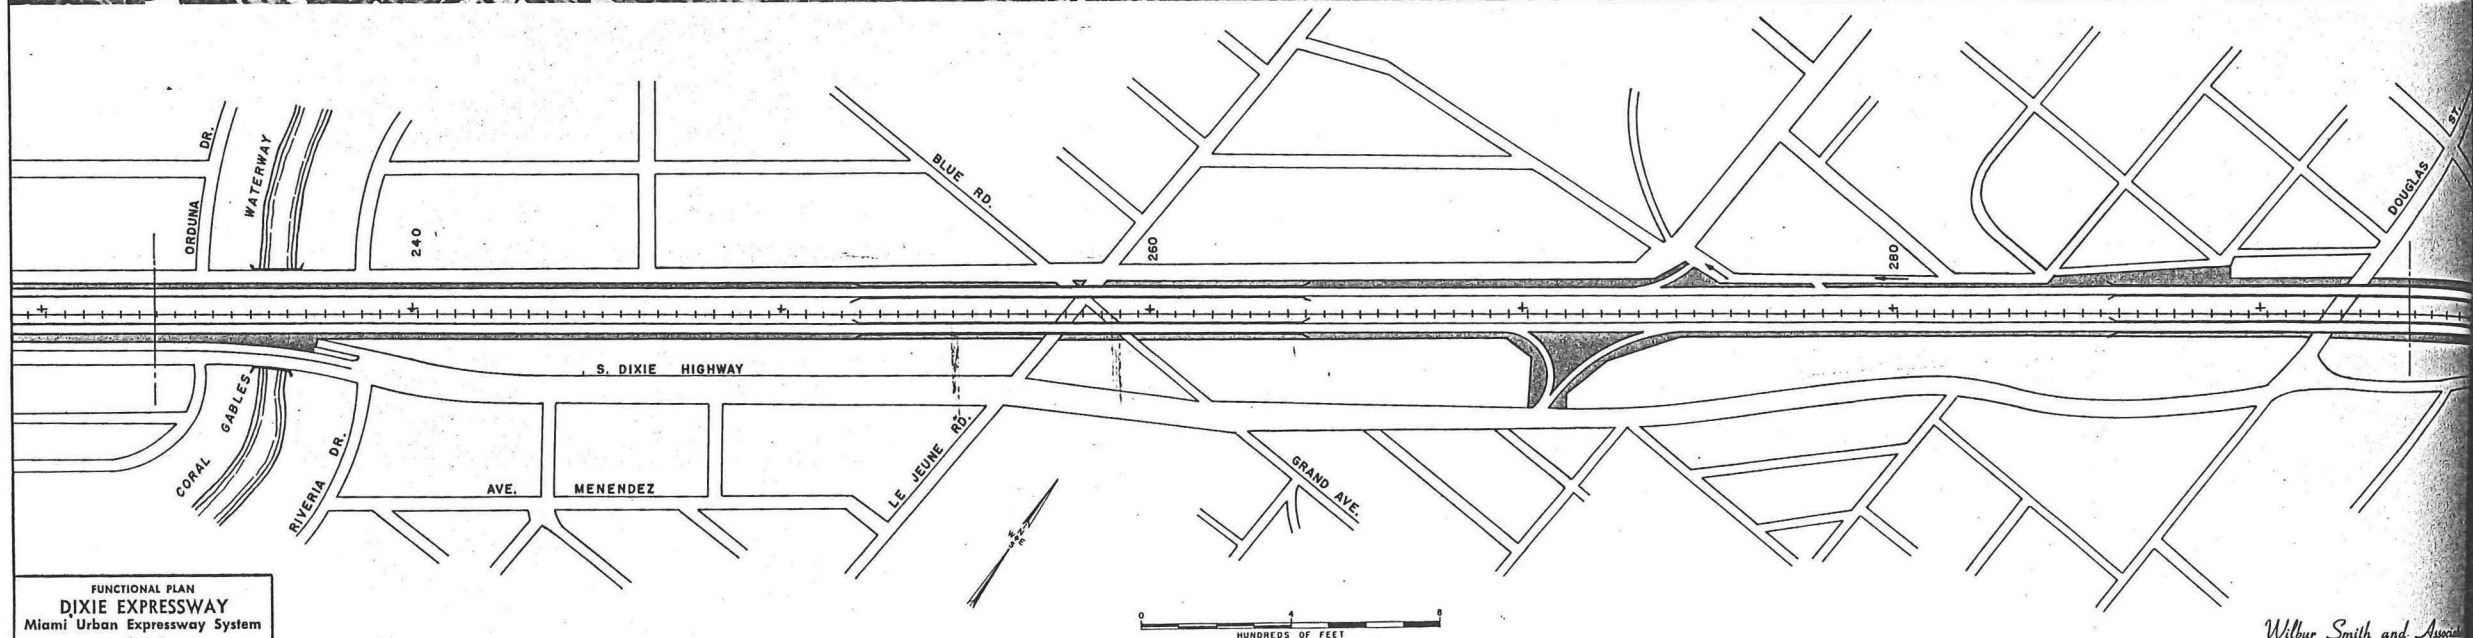 ORDUNA DR.
WATERWAY
240
BLUE RD.
260
280
DOUGLAS ST.
S. DIXIE HIGHWAY
CORAL GABLES
RIVERIA DR.
AVE. MENENDEZ
LE JEUNE RD.
GRAND AVE.
N
W E
S
FUNCTIONAL PLAN
DIXIE EXPRESSWAY
Miami Urban Expressway System
0 4 8
HUNDREDS OF FEET
Wilbur Smith and Associates